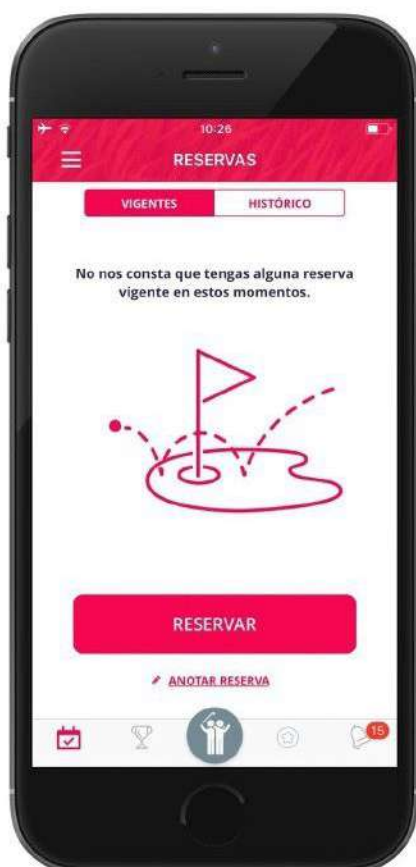 10:26
RESERVAS
VIGENTES
HISTÓRICO
No nos consta que tengas alguna reserva
vigente en estos momentos.
RESERVAR
ANOTAR RESERVA
15